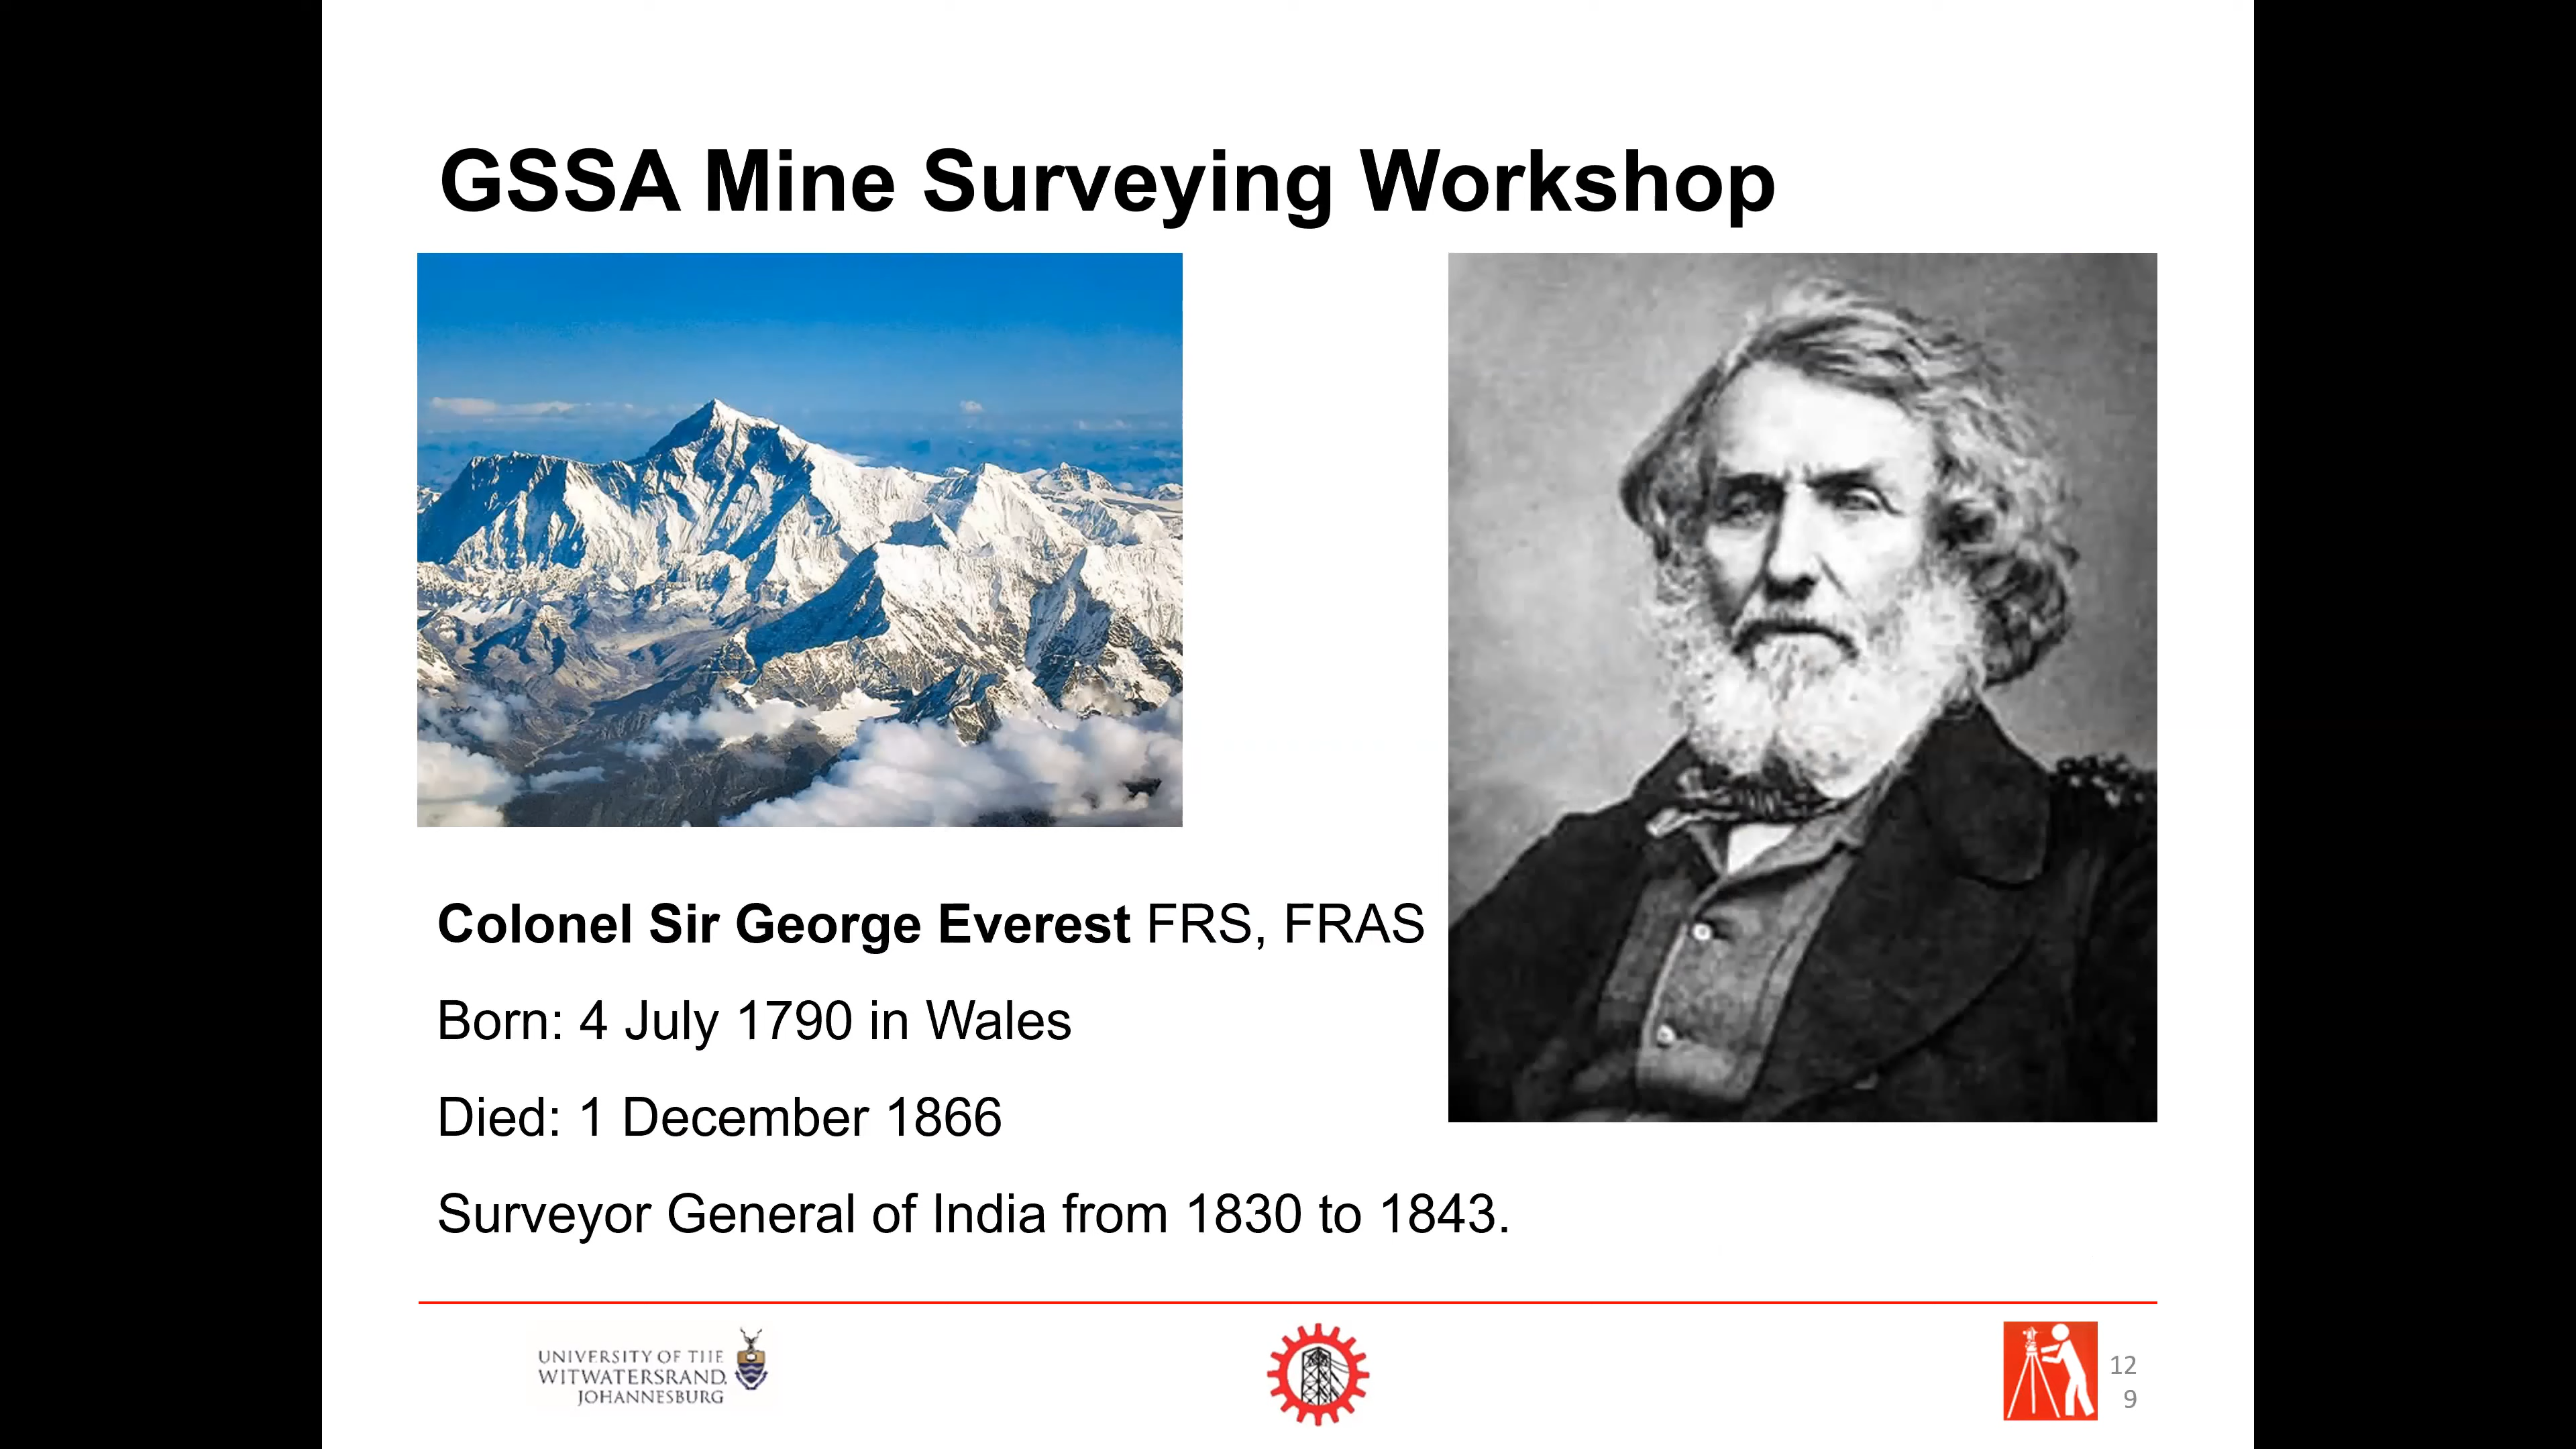 GSSA Mine Surveying Workshop
Colonel Sir George Everest FRS, FRAS
Born: 4 July 1790 in Wales
Died: 1 December 1866
Surveyor General of India from 1830 to 1843.
UNIVERSITY OF THE
WITWATERSRAND,
JOHANNESBURG
12
9